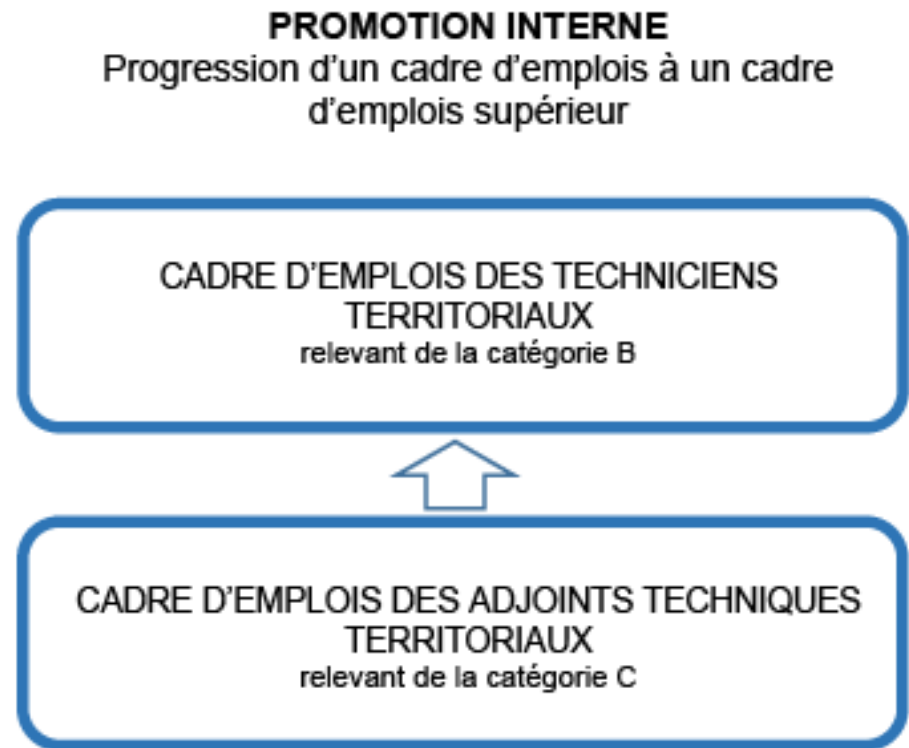 PROMOTION INTERNE
Progression d’un cadre d’emplois à un cadre
d’emplois supérieur
CADRE D’EMPLOIS DES TECHNICIENS
TERRITORIAUX
relevant de la catégorie B
CADRE D’EMPLOIS DES ADJOINTS TECHNIQUES
TERRITORIAUX
relevant de la catégorie C